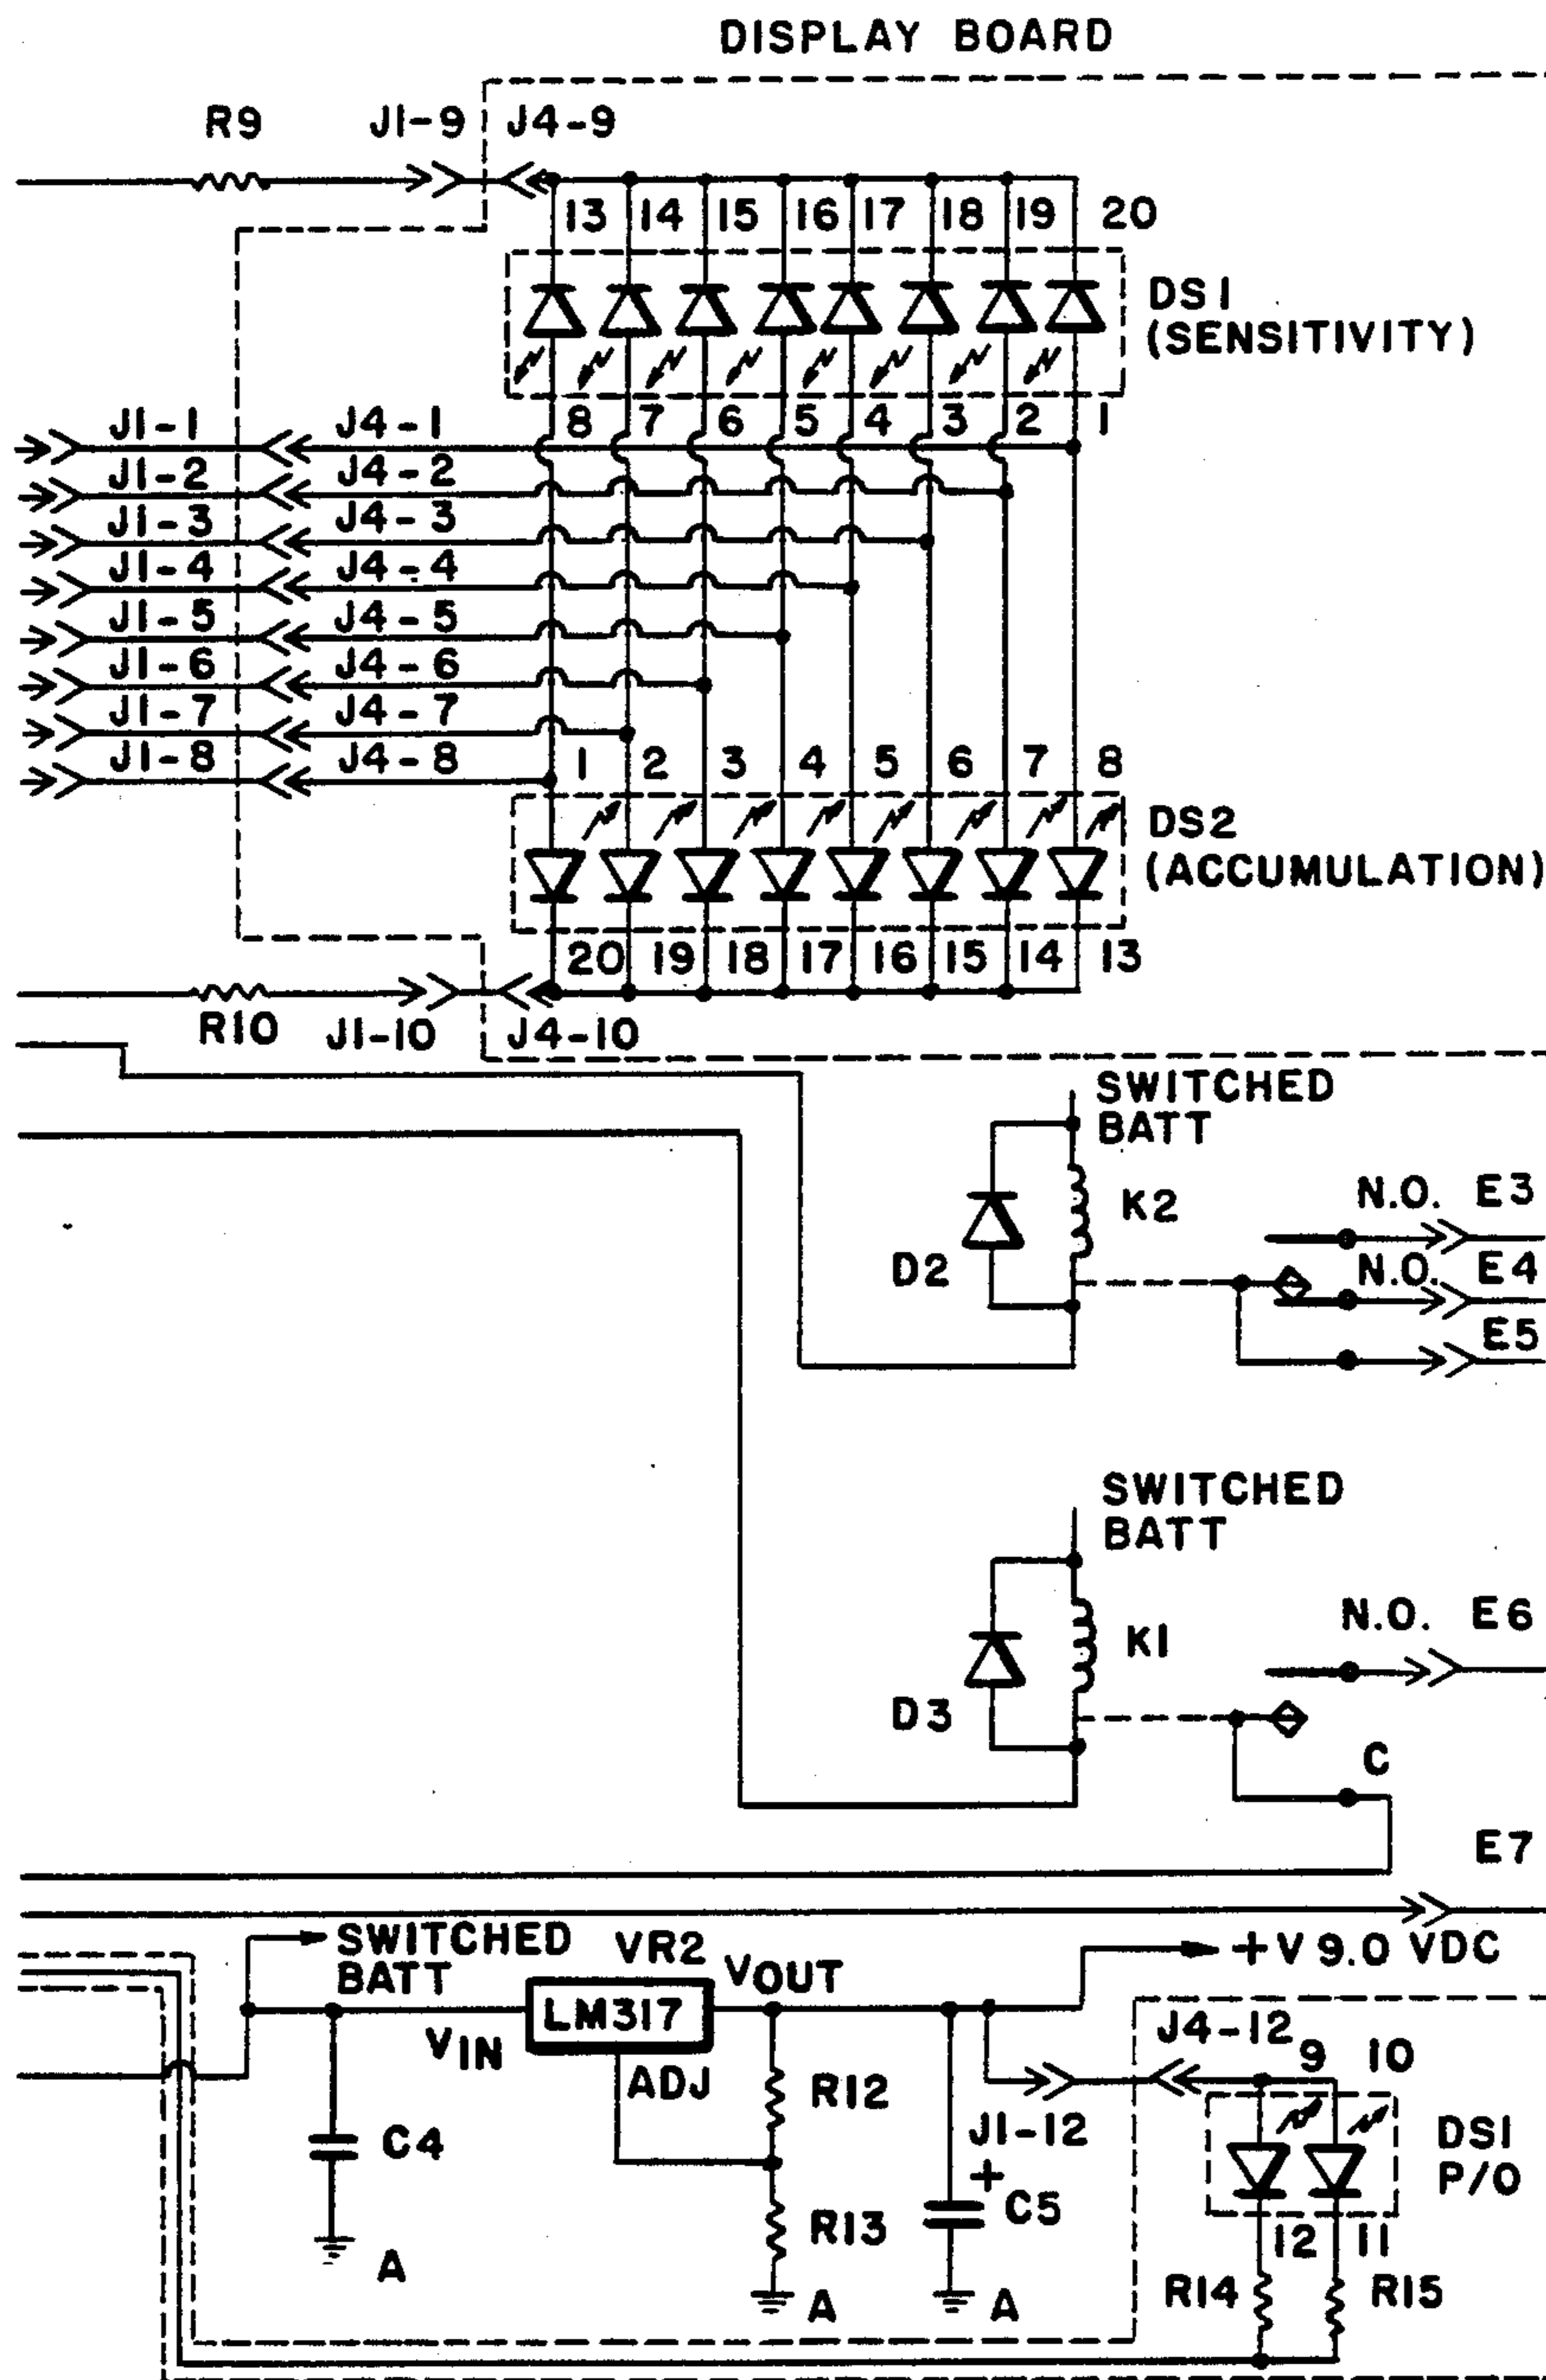 DISPLAY BOARD
R9 J1-9 J4-9
13 14 15 16 17 18 19 20
DS1
(SENSITIVITY)
8 7 6 5 4 3 2 1
J1-1 J4-1
J1-2 J4-2
J1-3 J4-3
J1-4 J4-4
J1-5 J4-5
J1-6 J4-6
J1-7 J4-7
J1-8 J4-8
1 2 3 4 5 6 7 8
DS2
(ACCUMULATION)
20 19 18 17 16 15 14 13
R10 J1-10 J4-10
SWITCHED
BATT
K2
N.O. E3
D2
N.O. E4
E5
SWITCHED
BATT
N.O. E6
K1
D3
C
E7
SWITCHED
BATT
VR2
VOUT
+V 9.0 VDC
LM317
VIN
ADJ
J4-12
9 10
R12
J1-12
C4
DS1
P/O
+
C5
R13
12 11
A
R14 R15
A
A